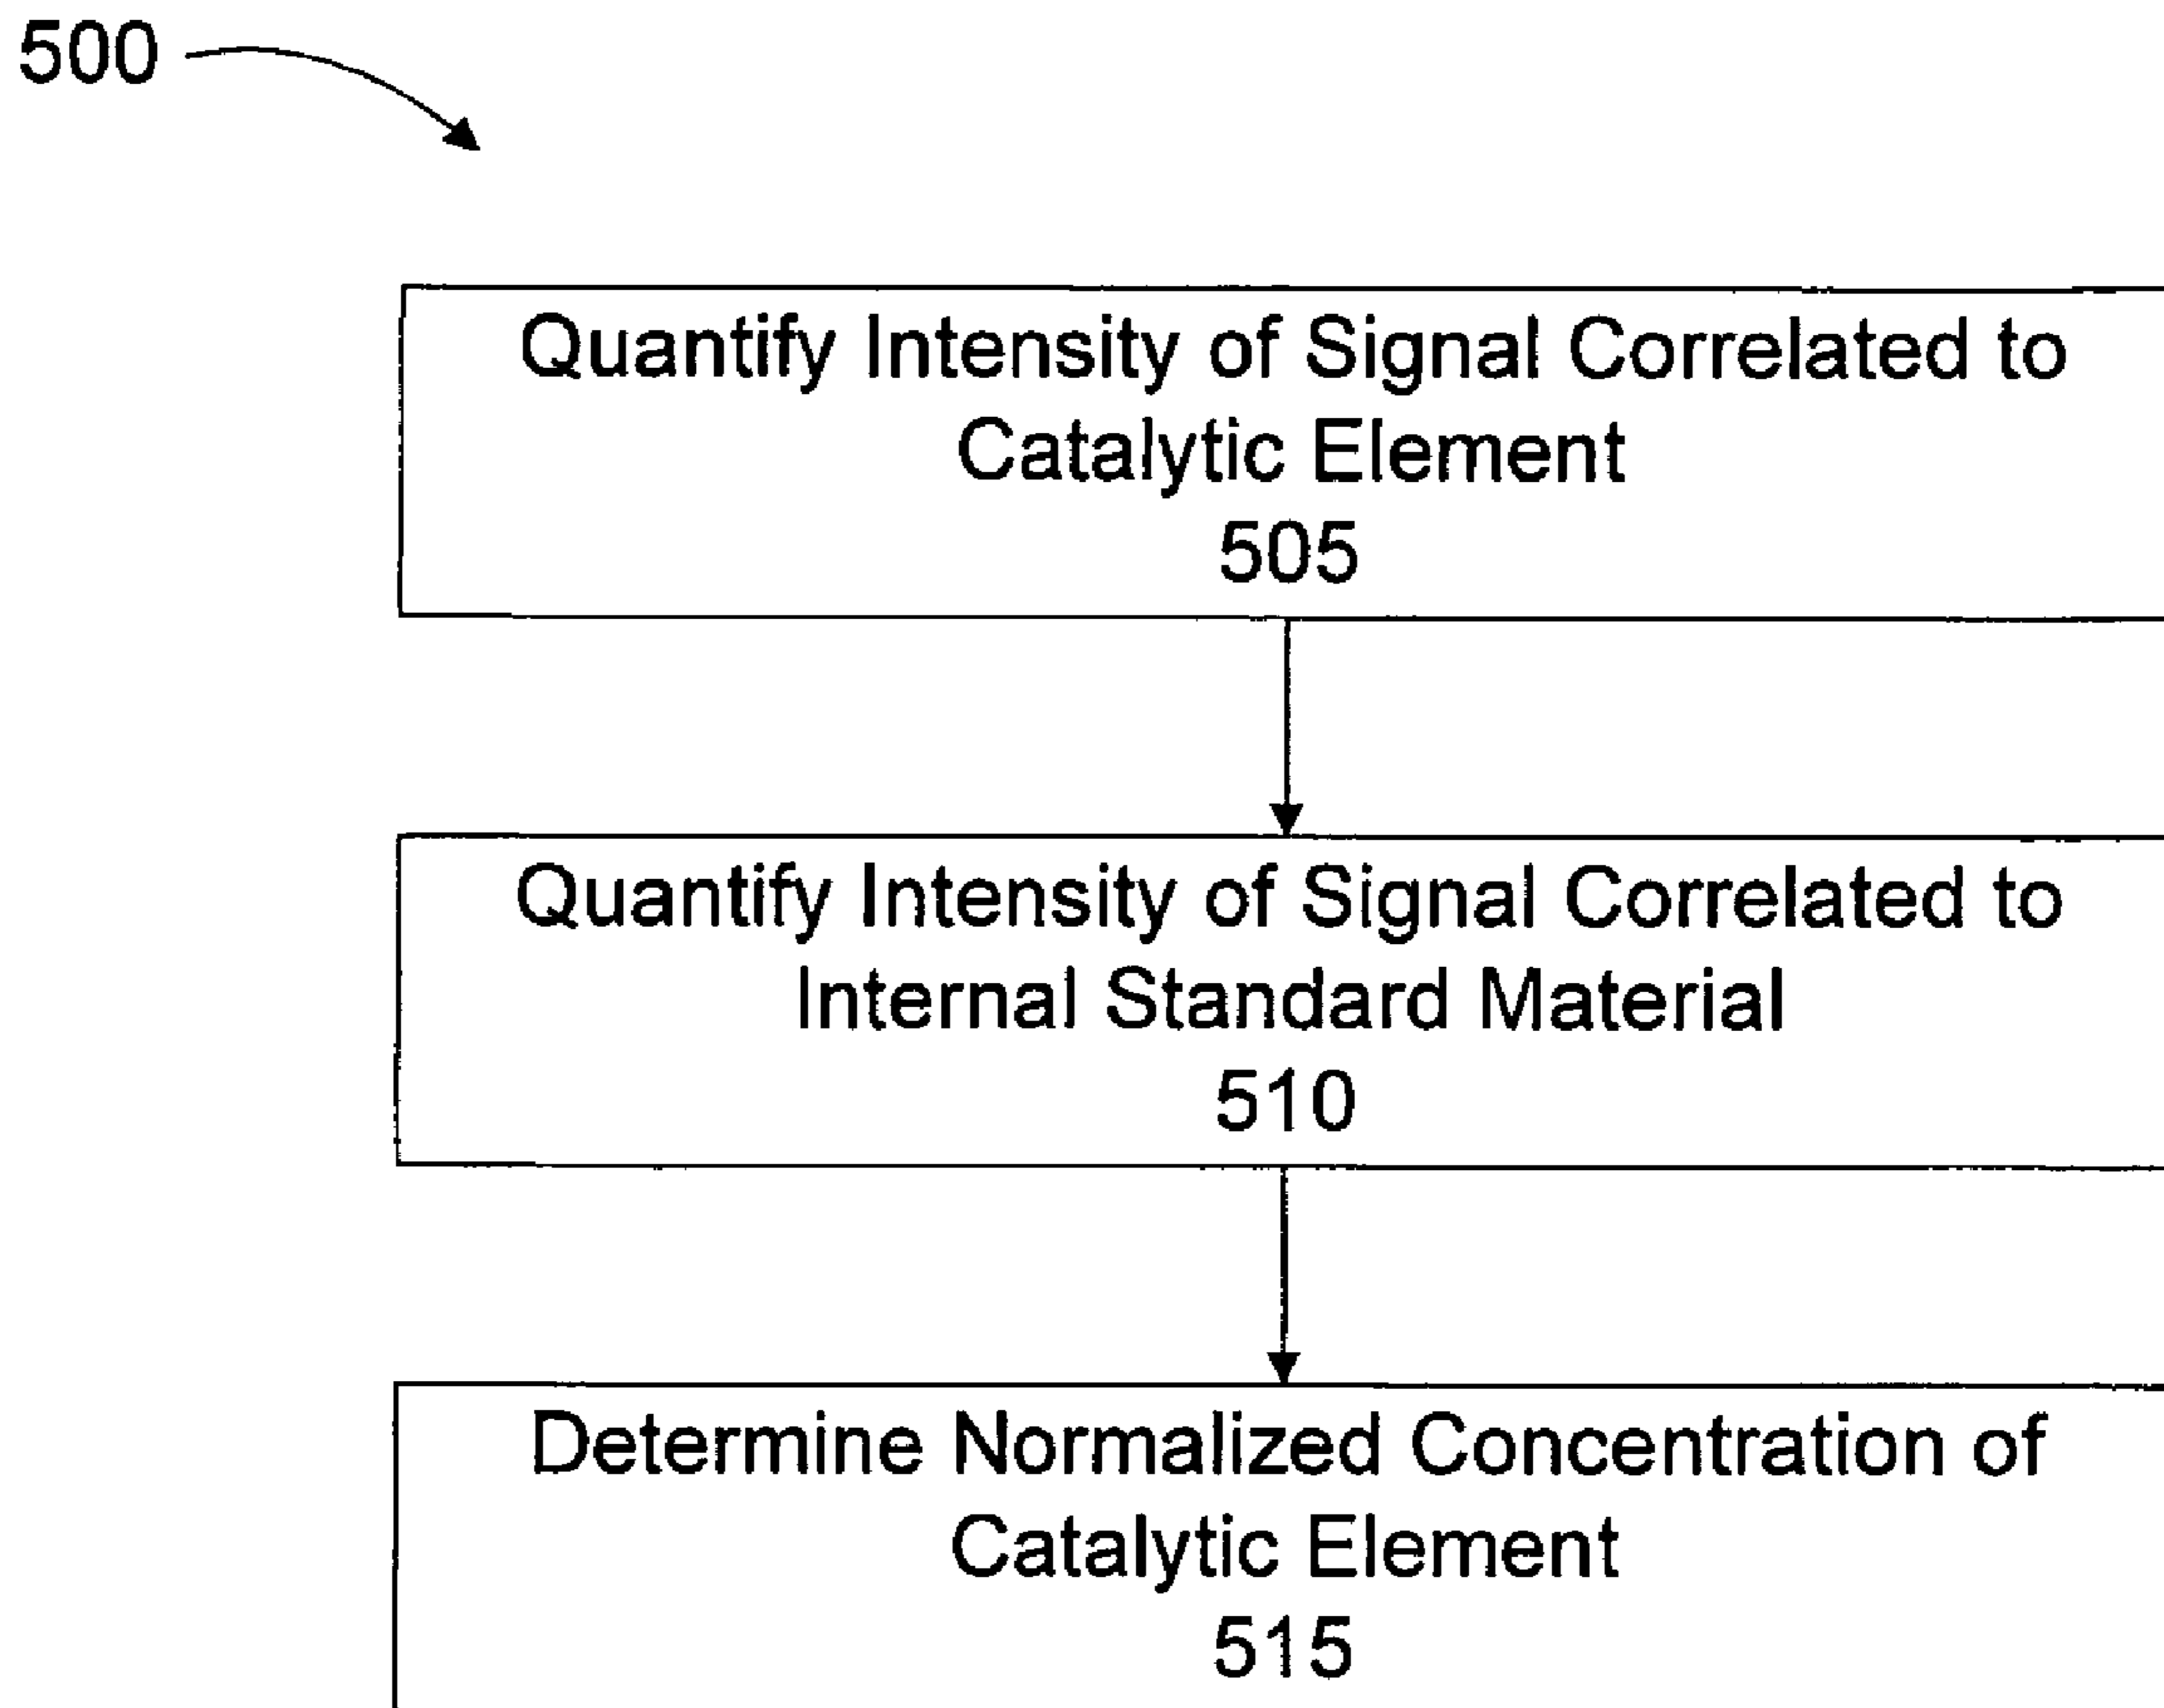 500
Quantify Intensity of Signal Correlated to
Catalytic Element
505
Quantify Intensity of Signal Correlated to
Internal Standard Material
510
Determine Normalized Concentration of
Catalytic Element
515